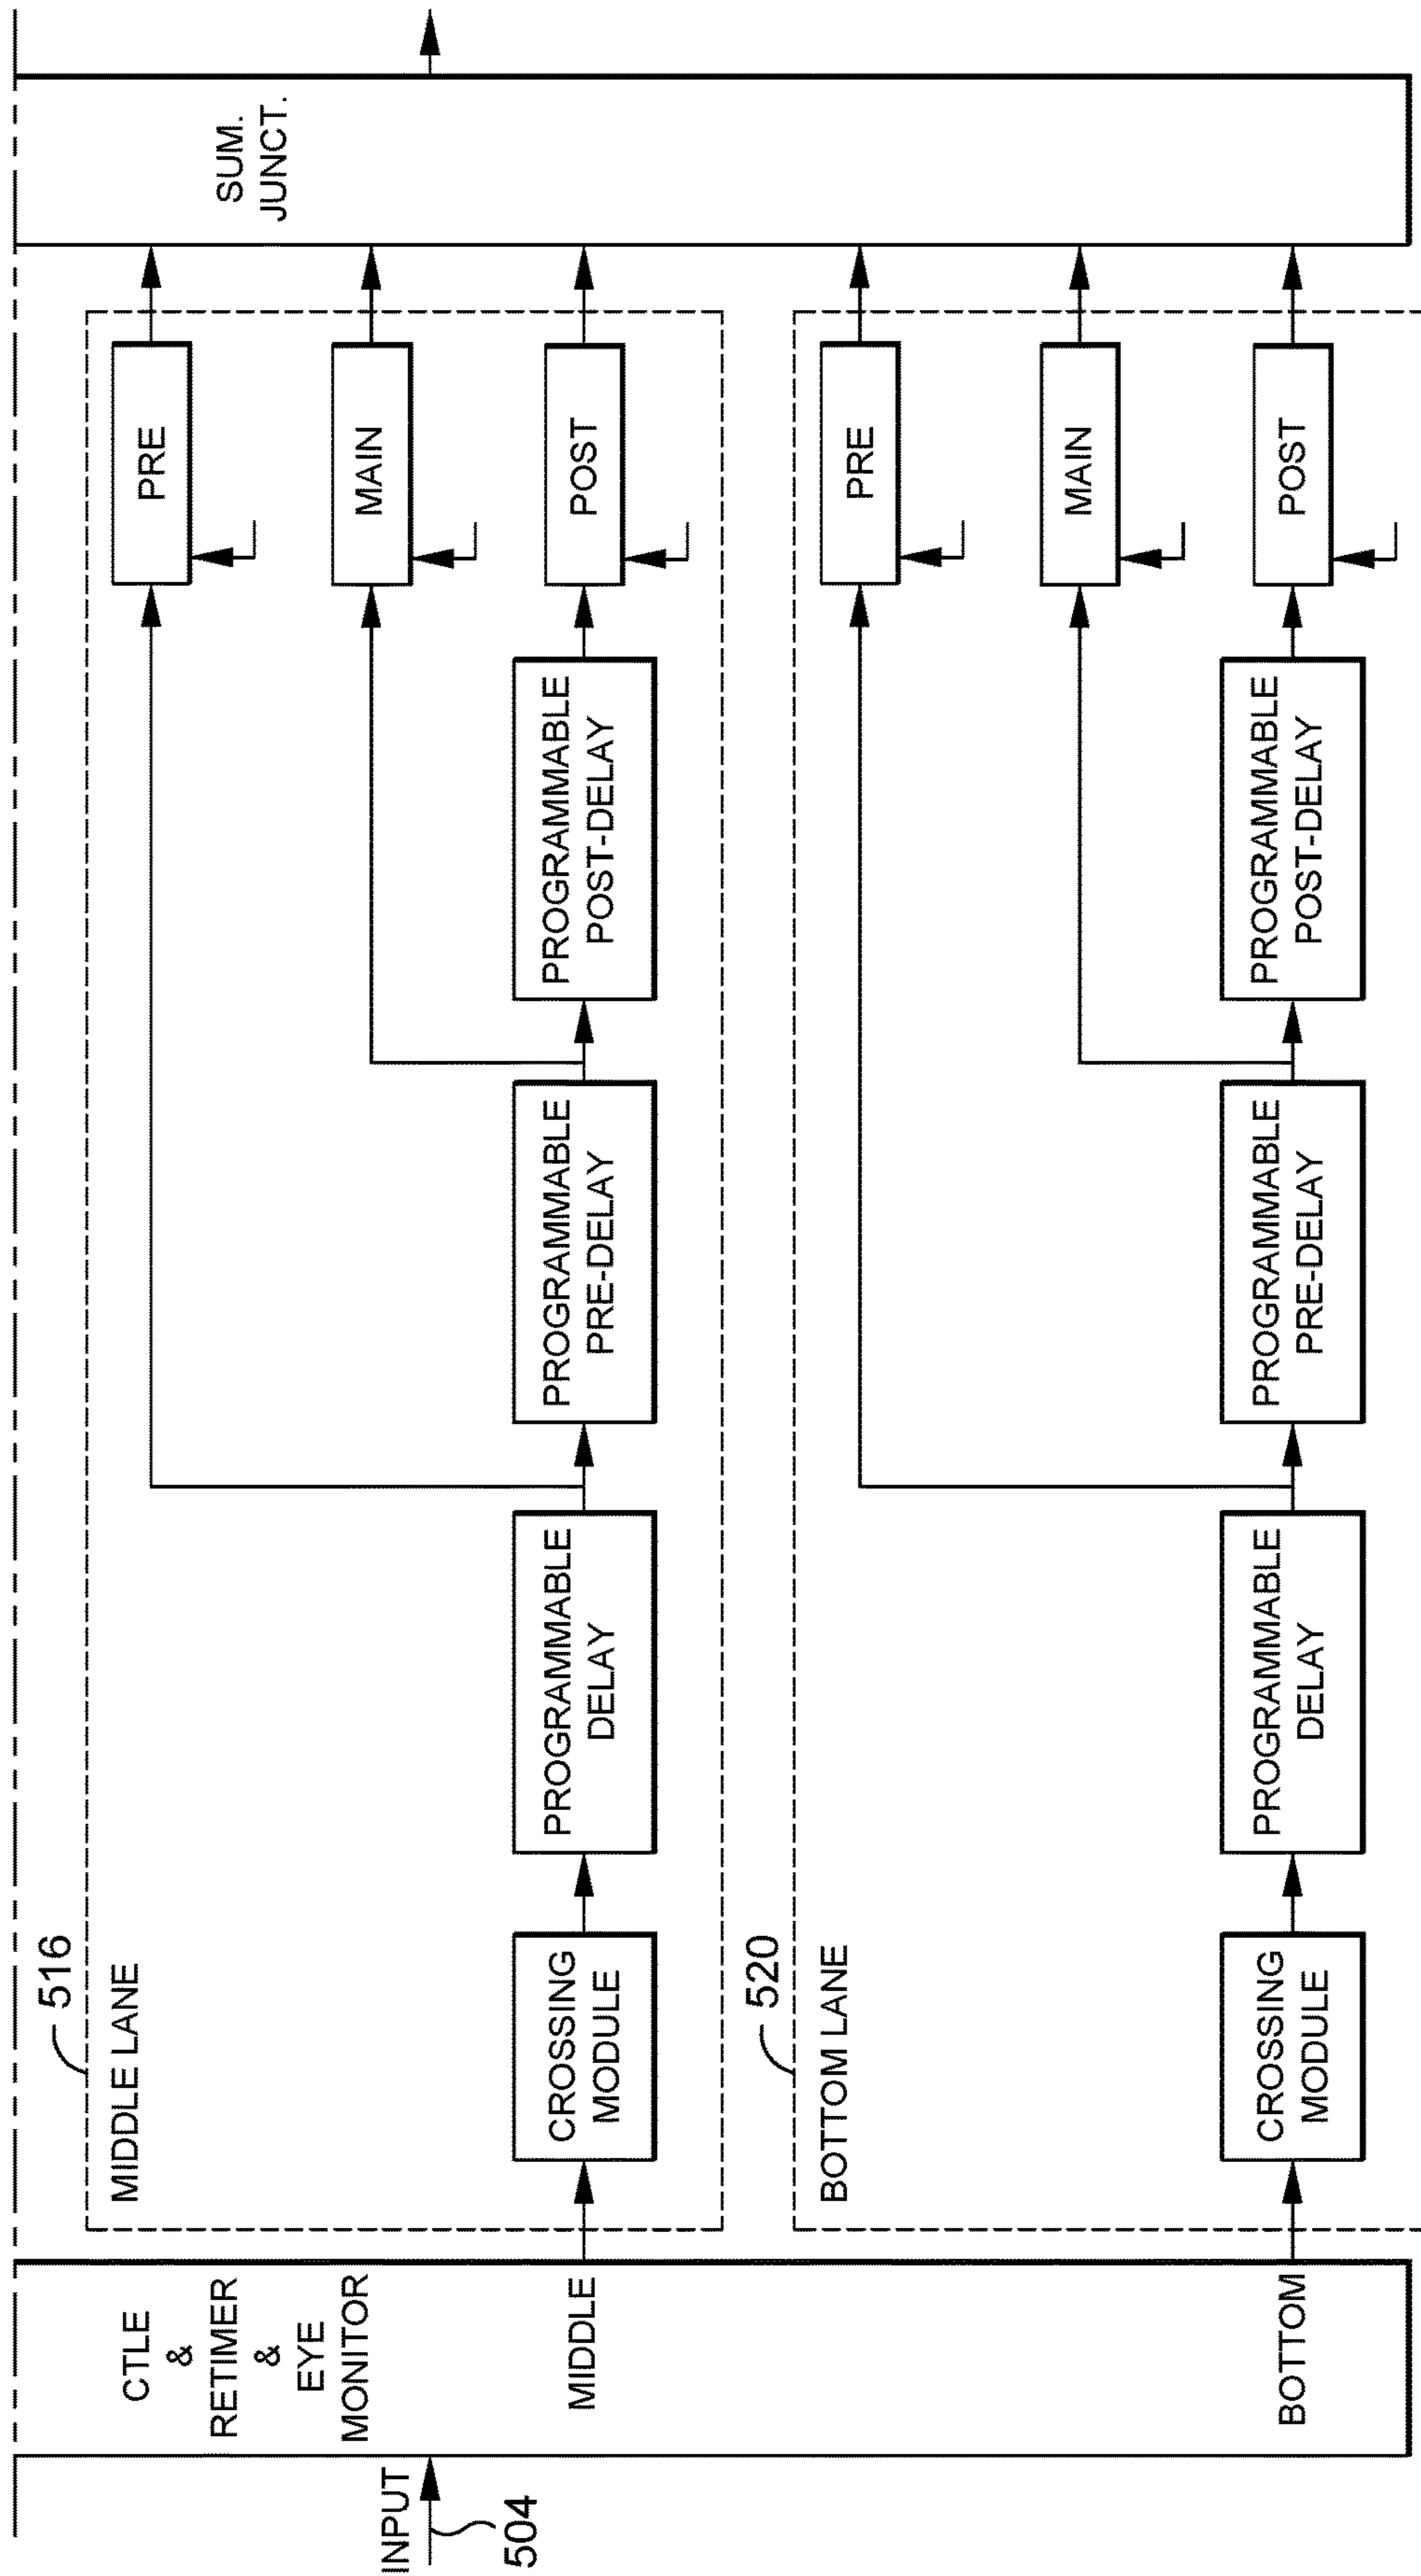 INPUT
504
CTLE
&
RETIMER
&
EYE
MONITOR
MIDDLE
BOTTOM
516
MIDDLE LANE
CROSSING
MODULE
PROGRAMMABLE
DELAY
PROGRAMMABLE
PRE-DELAY
PROGRAMMABLE
POST-DELAY
PRE
MAIN
POST
520
BOTTOM LANE
CROSSING
MODULE
PROGRAMMABLE
DELAY
PROGRAMMABLE
PRE-DELAY
PROGRAMMABLE
POST-DELAY
PRE
MAIN
POST
SUM.
JUNCT.